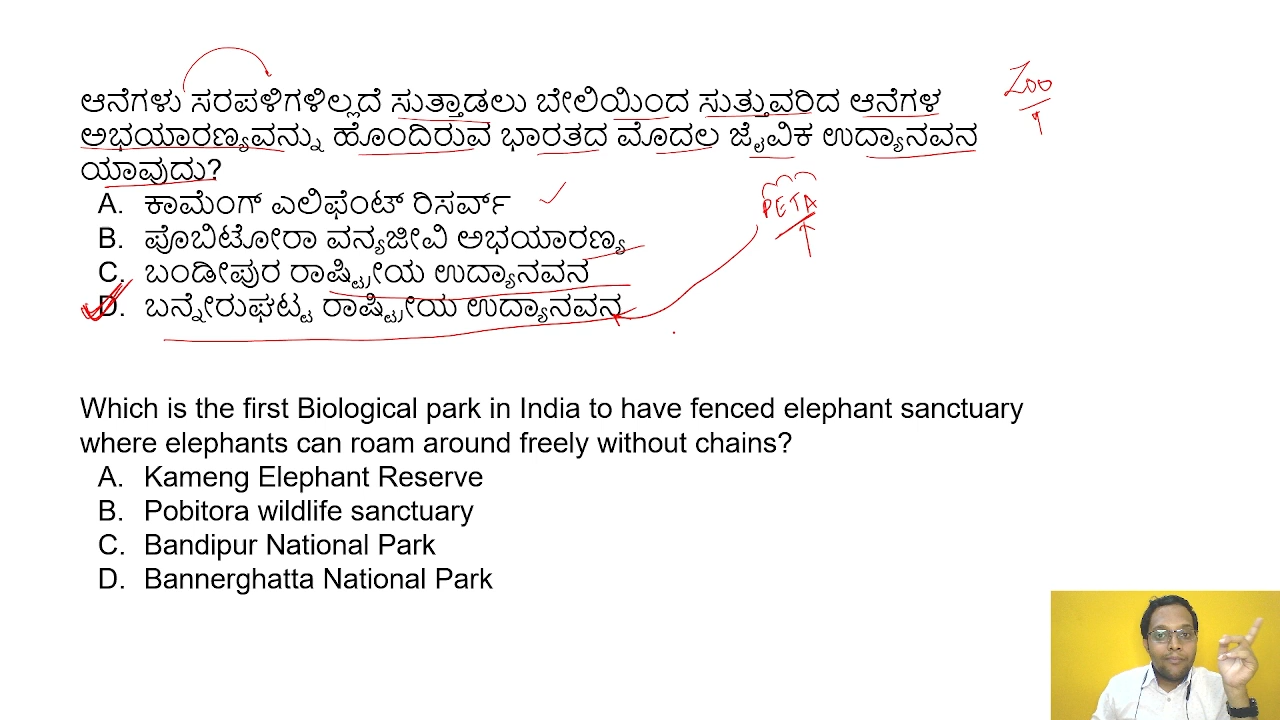 ಆನೆಗಳು ಸರಪಳಿಗಳಿಲ್ಲದೆ ಸುತ್ತಾಡಲು ಬೇಲಿಯಿಂದ ಸುತ್ತುವರಿದ ಆನೆಗಳ
ಅಭಯಾರಣ್ಯವನ್ನು ಹೊಂದಿರುವ ಭಾರತದ ಮೊದಲ ಜೈವಿಕ ಉದ್ಯಾನವನ
ಯಾವುದು?
Zoo
A. ಕಾಮೆಂಗ್ ಎಲಿಫೆಂಟ್ ರಿಸರ್ವ್
PETA
B. ಪೊಬಿಟೋರಾ ವನ್ಯಜೀವಿ ಅಭಯಾರಣ್ಯ
C. ಬಂಡೀಪುರ ರಾಷ್ಟ್ರೀಯ ಉದ್ಯಾನವನ
D. ಬನ್ನೇರುಘಟ್ಟ ರಾಷ್ಟ್ರೀಯ ಉದ್ಯಾನವನ
Which is the first Biological park in India to have fenced elephant sanctuary
where elephants can roam around freely without chains?
A. Kameng Elephant Reserve
B. Pobitora wildlife sanctuary
C. Bandipur National Park
D. Bannerghatta National Park